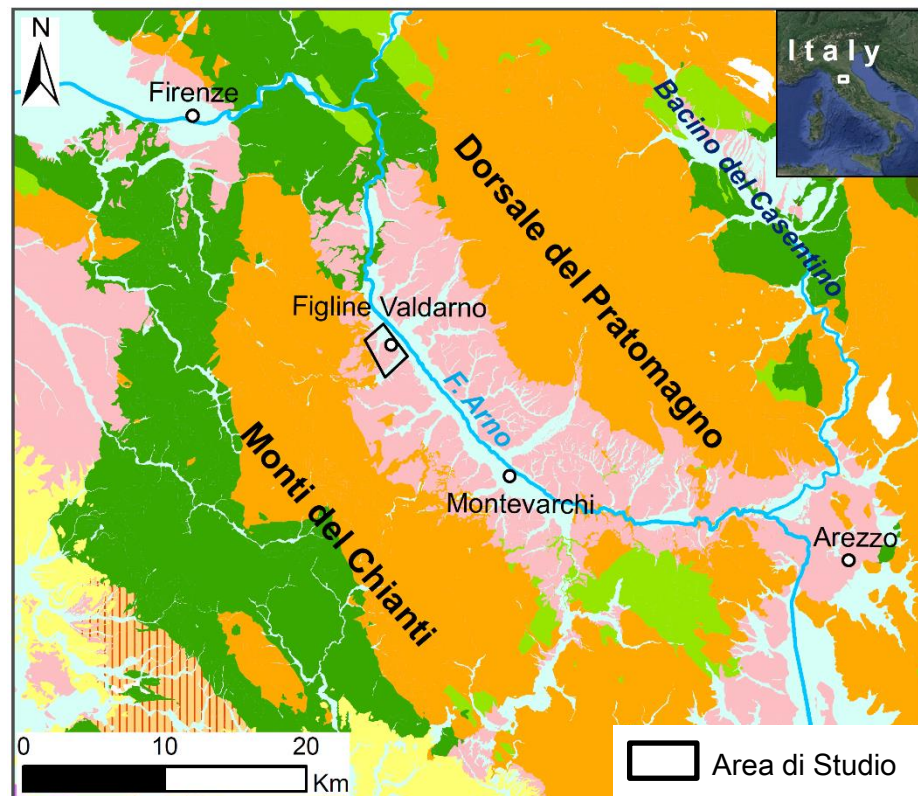 N
Italy
Firenze
Bacino del Casentino
Dorsale del Pratomagno
Figline Valdarno
F. Arno
Monti del Chianti
Montevarchi
Arezzo
0 10 20
Km
Area di Studio